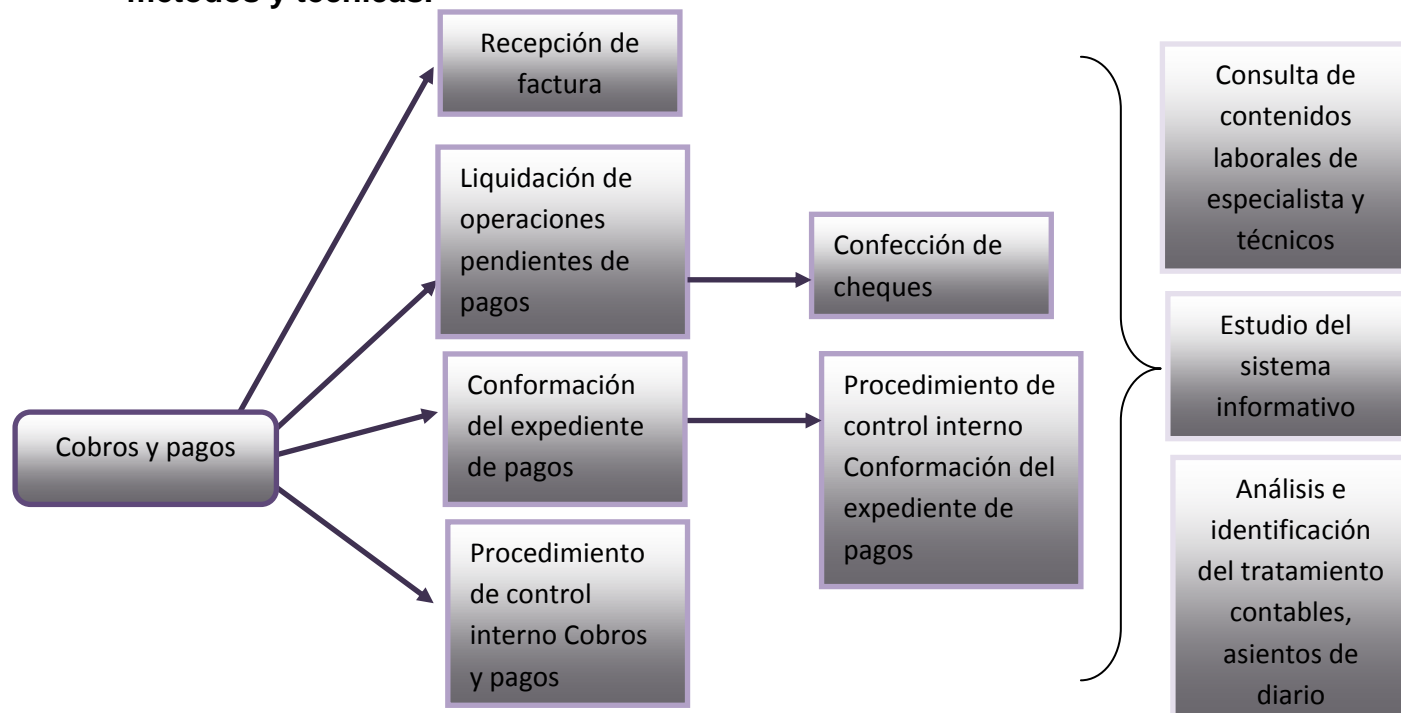 métodos y técnicas.
Recepción de
factura
Liquidación de
operaciones
pendientes de
pagos
Confección de
cheques
Cobros y pagos
Conformación
del expediente
de pagos
Procedimiento de
control interno
Conformación del
expediente de
pagos
Procedimiento
de control
interno Cobros
y pagos
Consulta de
contenidos
laborales de
especialista y
técnicos
Estudio del
sistema
informativo
Análisis e
identificación
del tratamiento
contables,
asientos de
diario